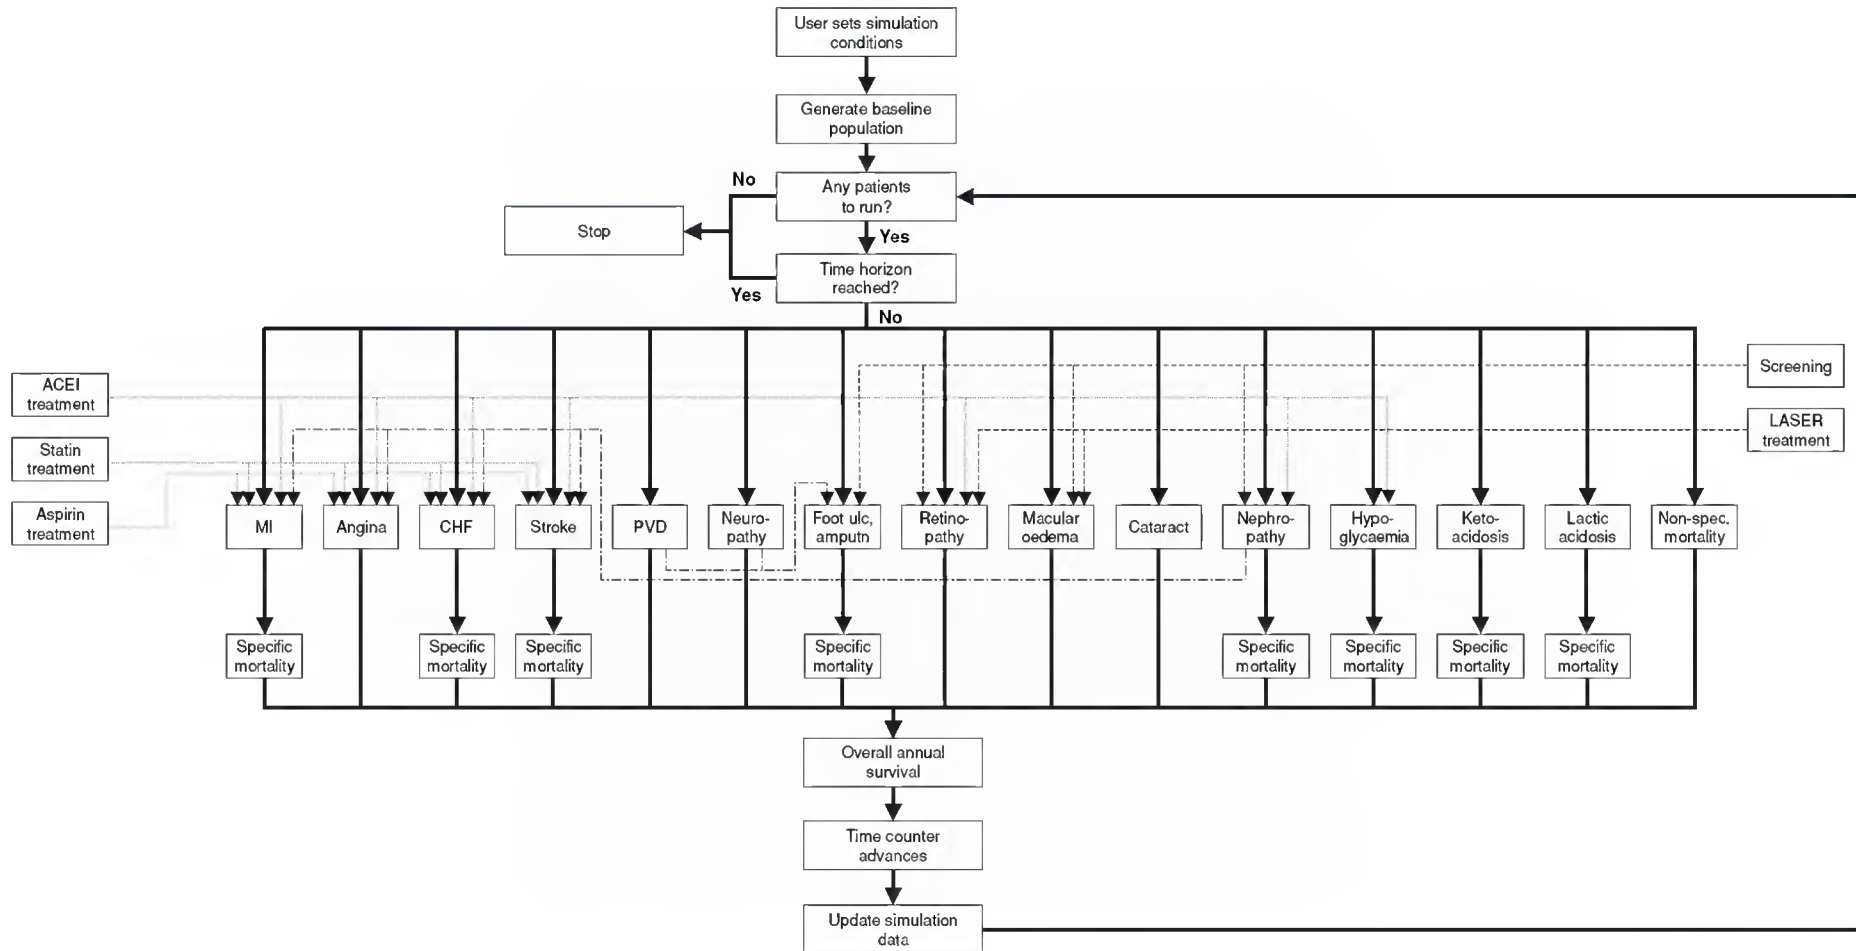 User sets simulation
conditions
Generate baseline
population
No
Any patients
to run?
Stop
Yes
Time horizon
reached?
Yes
No
ACEI
treatment
Screening
LASER
treatment
Statin
treatment
Aspirin
treatment
MI
Angina
CHF
Stroke
PVD
Neuro-
pathy
Foot ulc,
amputn
Retino-
pathy
Macular
oedema
Cataract
Nephro-
pathy
Hypo-
glycaemia
Keto-
acidosis
Lactic
acidosis
Non-spec.
mortality
Specific
mortality
Specific
mortality
Specific
mortality
Specific
mortality
Specific
mortality
Specific
mortality
Specific
mortality
Specific
mortality
Overall annual
survival
Time counter
advances
Update simulation
data